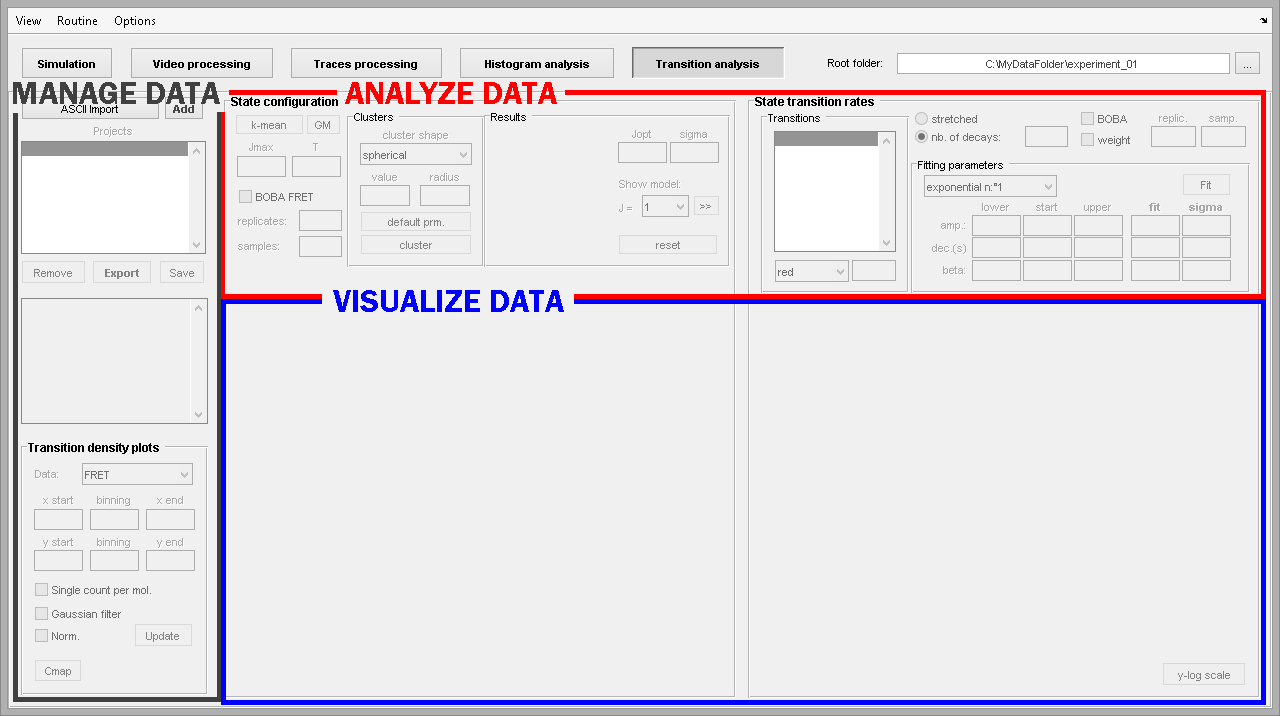 View Routine Options
Simulation Video processing Traces processing Histogram analysis Transition analysis Root folder: C:\MyDataFolder\experiment_01 ...
MANAGE DATA ANALYZE DATA
ASCII Import Add
Projects
Remove Export Save
Transition density plots
Data: FRET
x start binning x end
y start binning y end
Single count per mol.
Gaussian filter
Norm. Update
Cmap
State configuration
k-mean GM
Jmax T
BOBA FRET
replicates:
samples:
Clusters
cluster shape
spherical
value radius
default prm.
cluster
Results
Jopt sigma
Show model:
J = 1 >>
reset
State transition rates
Transitions
red
stretched BOBA replic. samp.
nb. of decays: weight
Fitting parameters
exponential n:°1 Fit
lower start upper fit sigma
amp.:
dec.(s)
beta:
VISUALIZE DATA
y-log scale